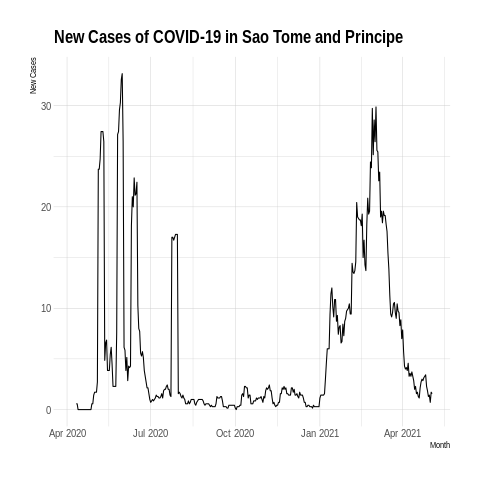 New Cases of COVID-19 in Sao Tome and Principe
New Cases
30
20
10
0
Apr 2020
Jul 2020
Oct 2020
Jan 2021
Apr 2021
Month